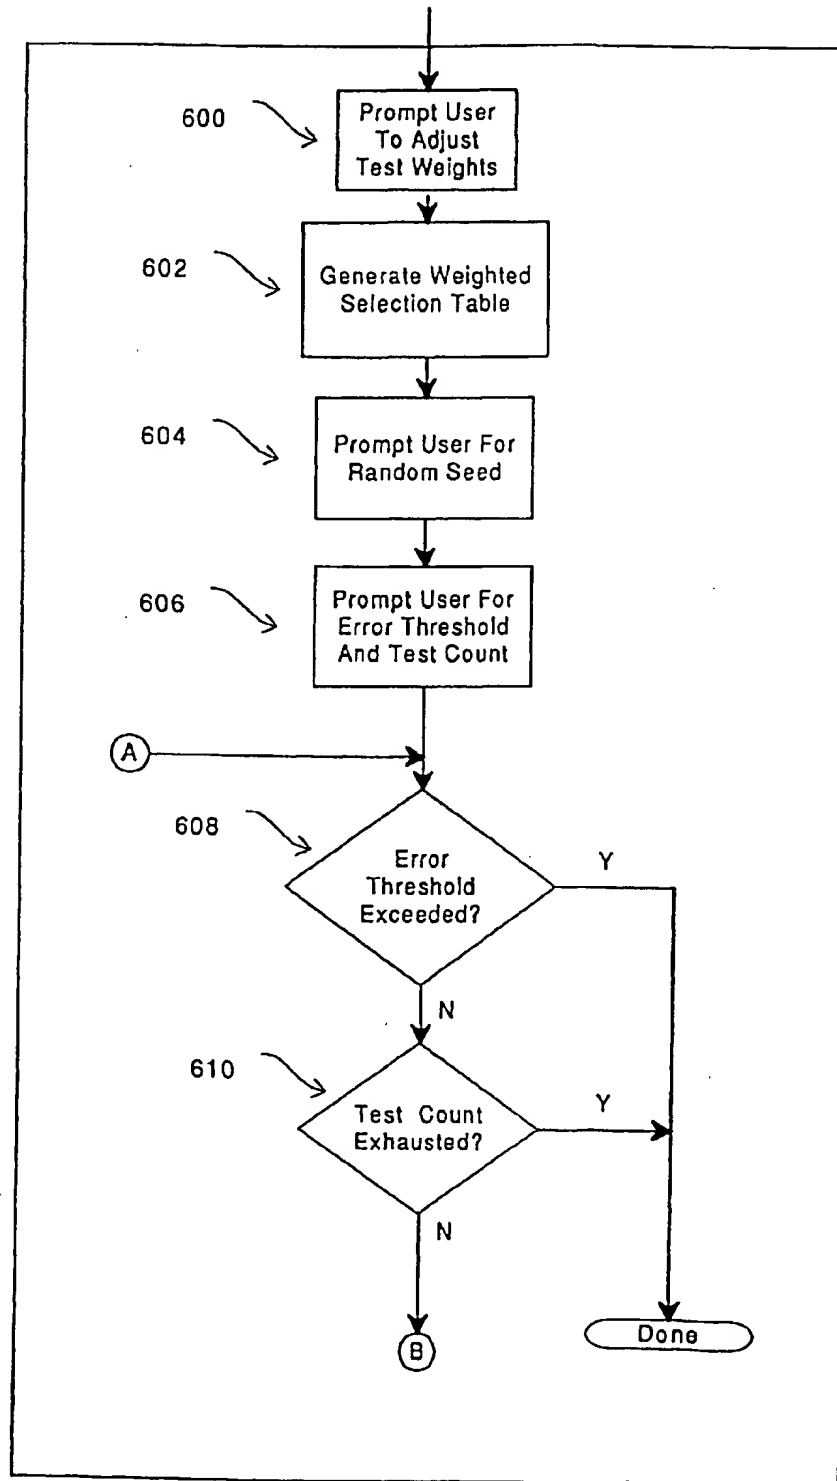 600
Prompt User
To Adjust
Test Weights
602
Generate Weighted
Selection Table
604
Prompt User For
Random Seed
606
Prompt User For
Error Threshold
And Test Count
A
608
Error
Threshold
Exceeded?
Y
N
610
Test Count
Exhausted?
Y
N
B
Done